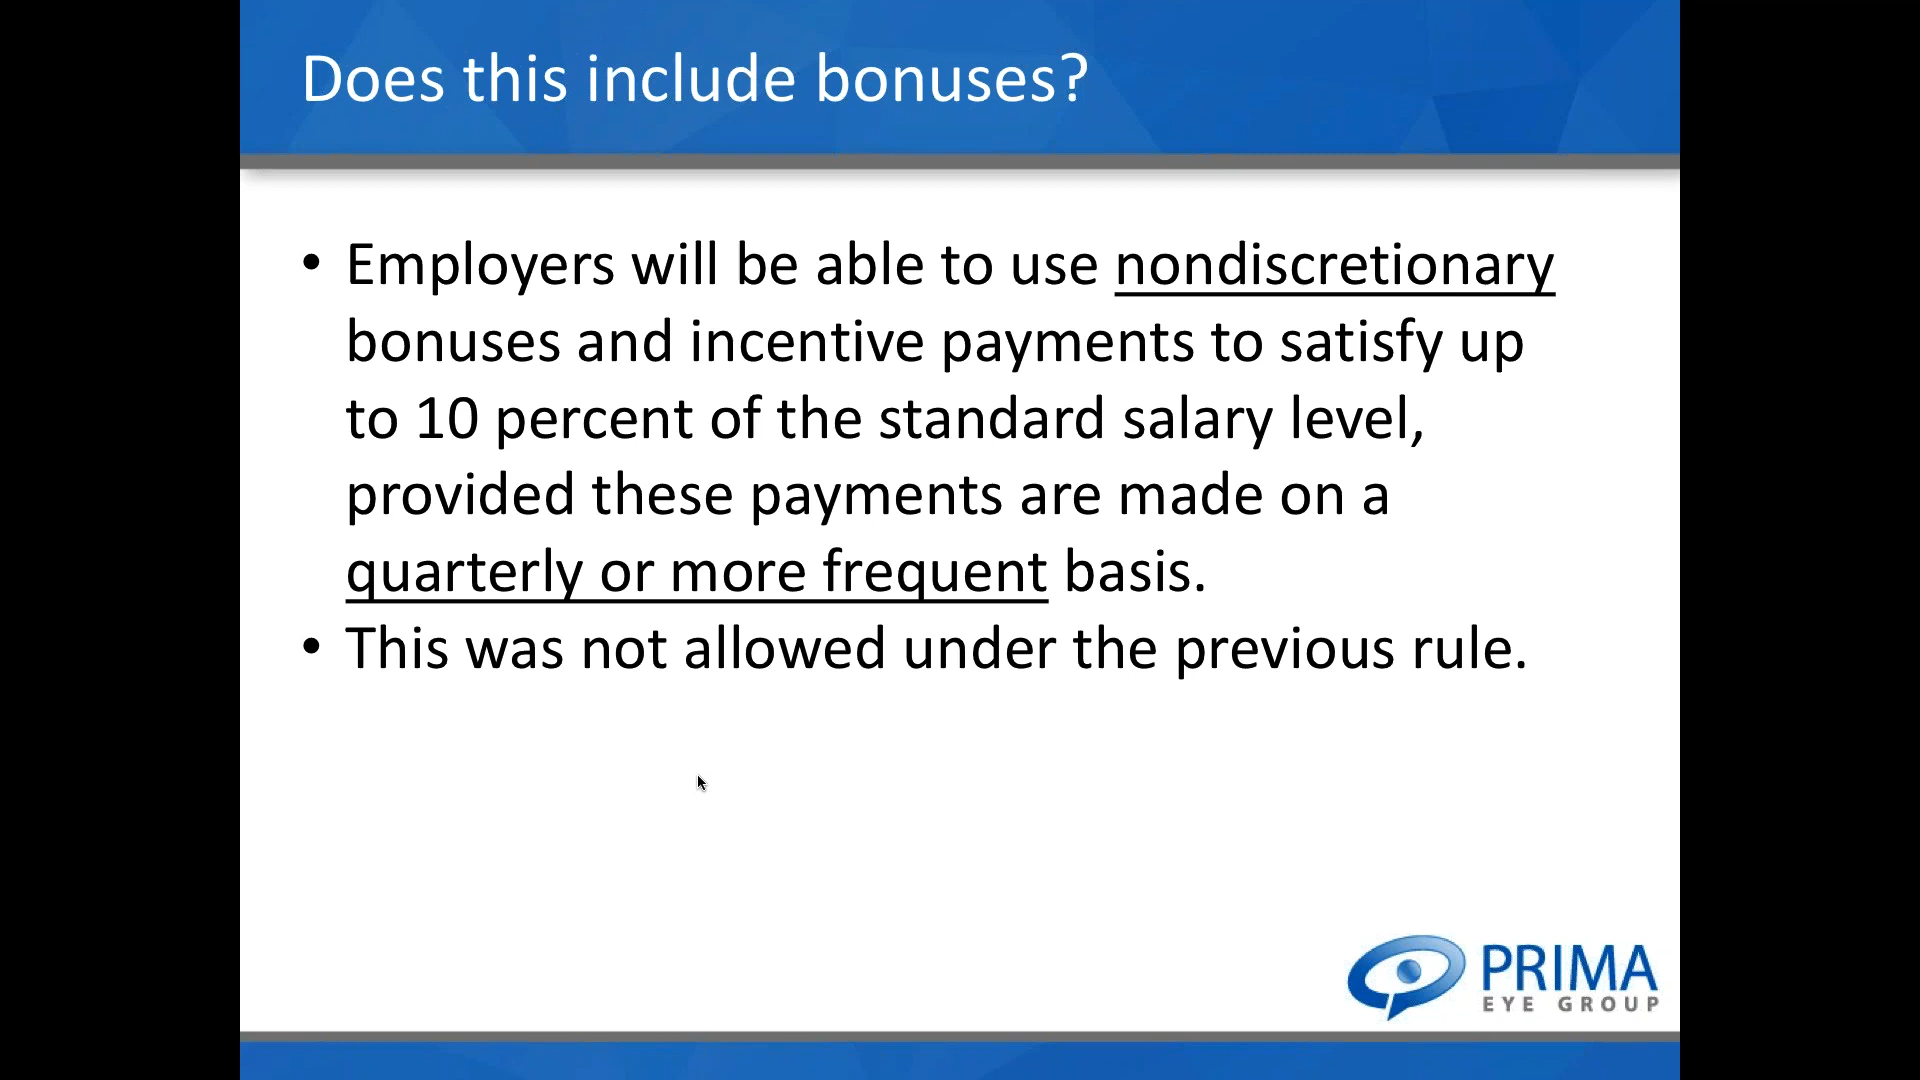 Does this include bonuses?
• Employers will be able to use nondiscretionary
bonuses and incentive payments to satisfy up
to 10 percent of the standard salary level,
provided these payments are made on a
quarterly or more frequent basis.
• This was not allowed under the previous rule.
PRIMA
EYE GROUP